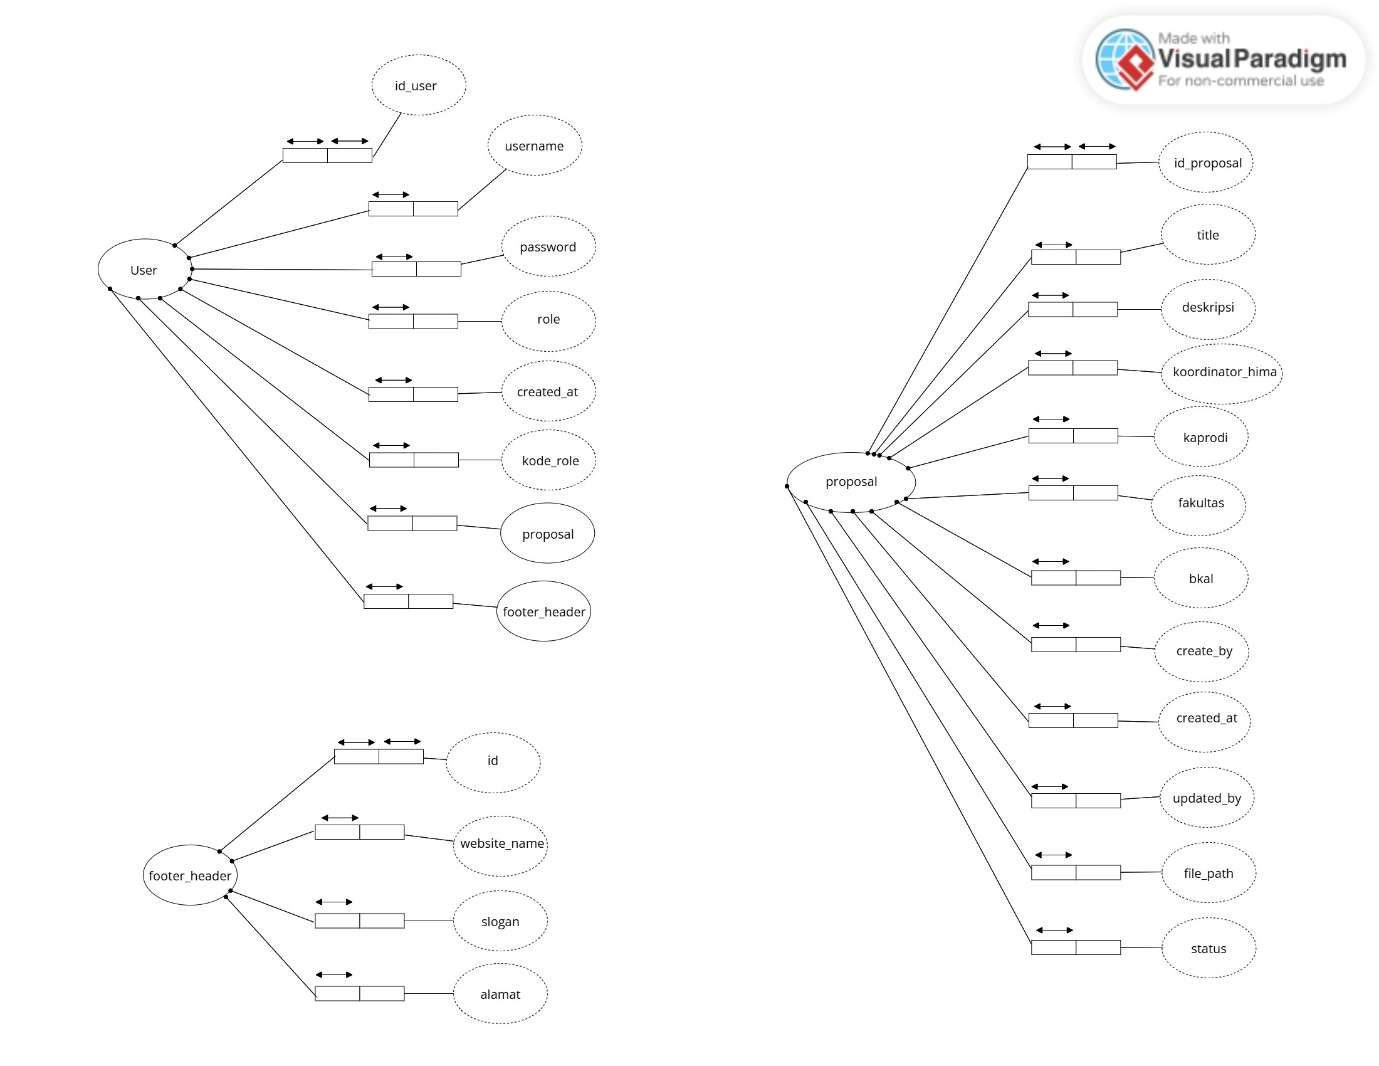 Made with
Visual Paradigm
For non-commercial use
id_user
username
User
password
role
created_at
kode_role
proposal
footer_header
id
website_name
footer_header
slogan
alamat
id_proposal
title
deskripsi
koordinator_hima
kaprodi
proposal
fakultas
bkal
create_by
created_at
updated_by
file_path
status